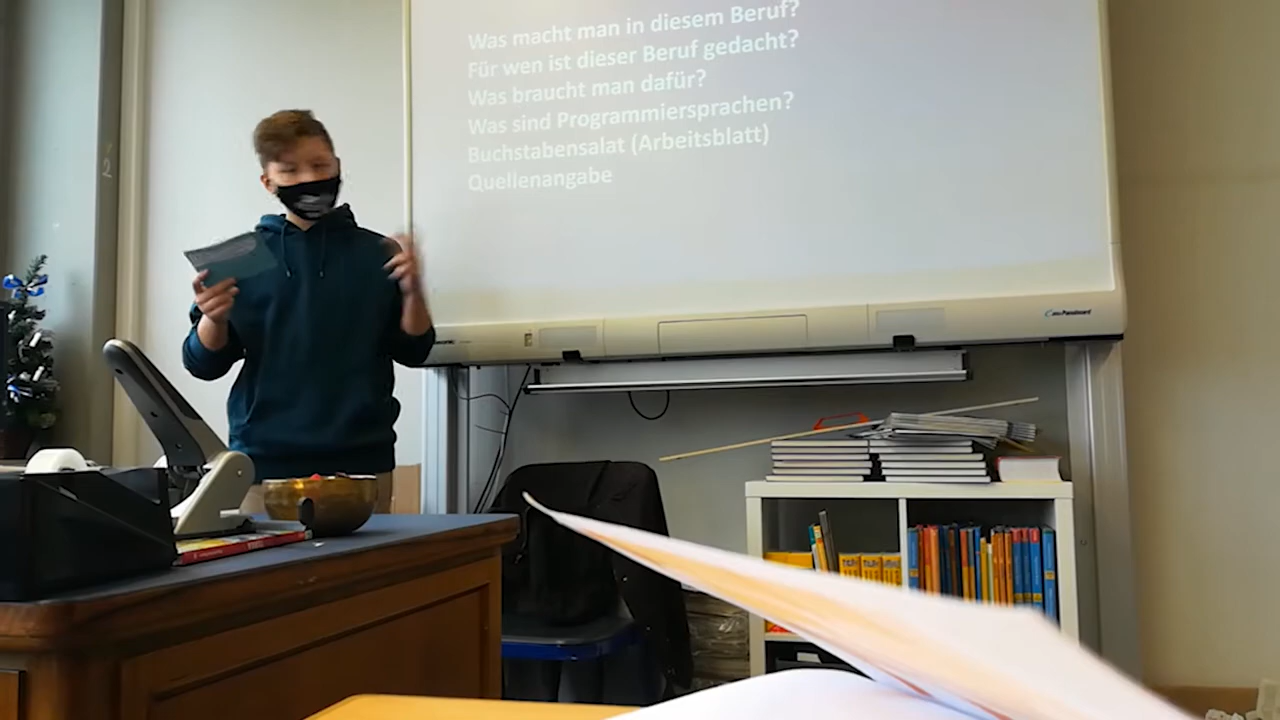 Was macht man in diesem Beruf?
Für wen ist dieser Beruf gedacht?
Was braucht man dafür?
Was sind Programmiersprachen?
Buchstabensalat (Arbeitsblatt)
Quellenangabe
2